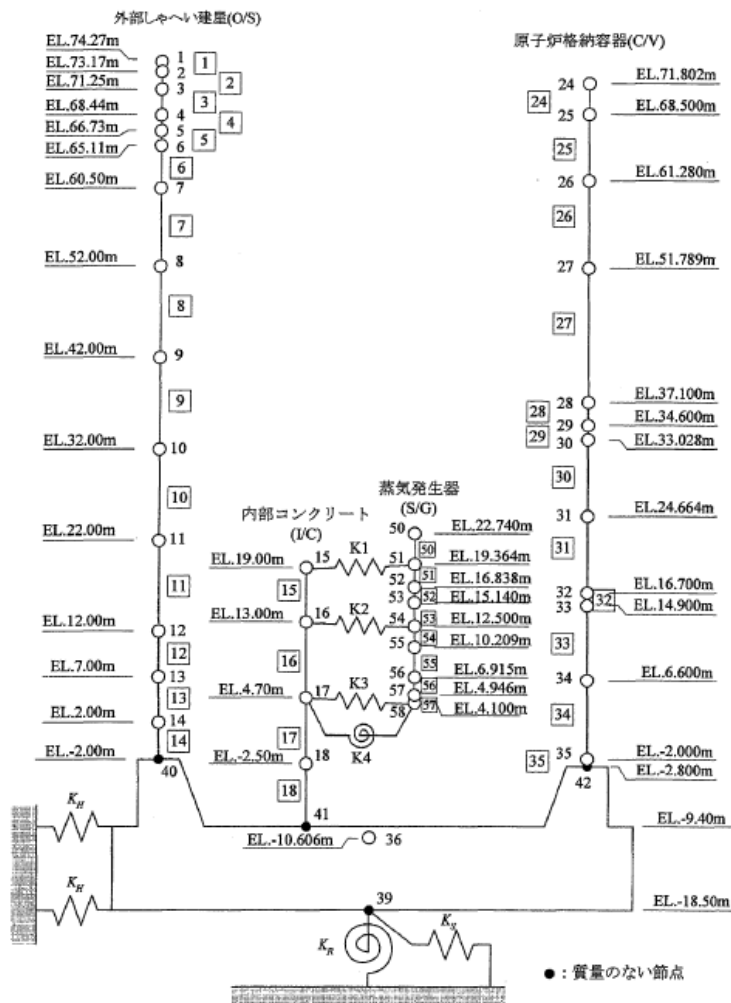 外部しゃへい建屋(O/S)
EL.74.27m 1 1
EL.73.17m 2 2
EL.71.25m 3 3
EL.68.44m 4 4
EL.66.73m 5 5
EL.65.11m 6
6
EL.60.50m 7
7
EL.52.00m 8
8
EL.42.00m 9
9
EL.32.00m 10
10
EL.22.00m 11
11
EL.12.00m 12
12
EL.7.00m 13
13
EL.2.00m 14
14
EL.-2.00m
40
内部コンクリート
(I/C)
EL.19.00m 15 K1
15
EL.13.00m 16 K2
16
EL.4.70m 17 K3
K4
17
EL.-2.50m 18
18
41
EL.-10.606m 36
蒸気発生器
(S/G)
50 EL.22.740m
50
51 EL.19.364m
51
52 EL.16.838m
53 EL.15.140m
52
54 EL.12.500m
53
55 EL.10.209m
54
55
56 EL.6.915m
57 EL.4.946m
56
58 EL.4.100m
57
原子炉格納容器(C/V)
24 EL.71.802m
24
25 EL.68.500m
25
26 EL.61.280m
26
27 EL.51.789m
27
28 EL.37.100m
28
29 EL.34.600m
29
30 EL.33.028m
30
31 EL.24.664m
31
32 EL.16.700m
32
33 EL.14.900m
33
34 EL.6.600m
34
35 EL.-2.000m
35
42 EL.-2.800m
K_H
EL.-9.40m
K_H
39
EL.-18.50m
K_R
K_S
●：質量のない節点